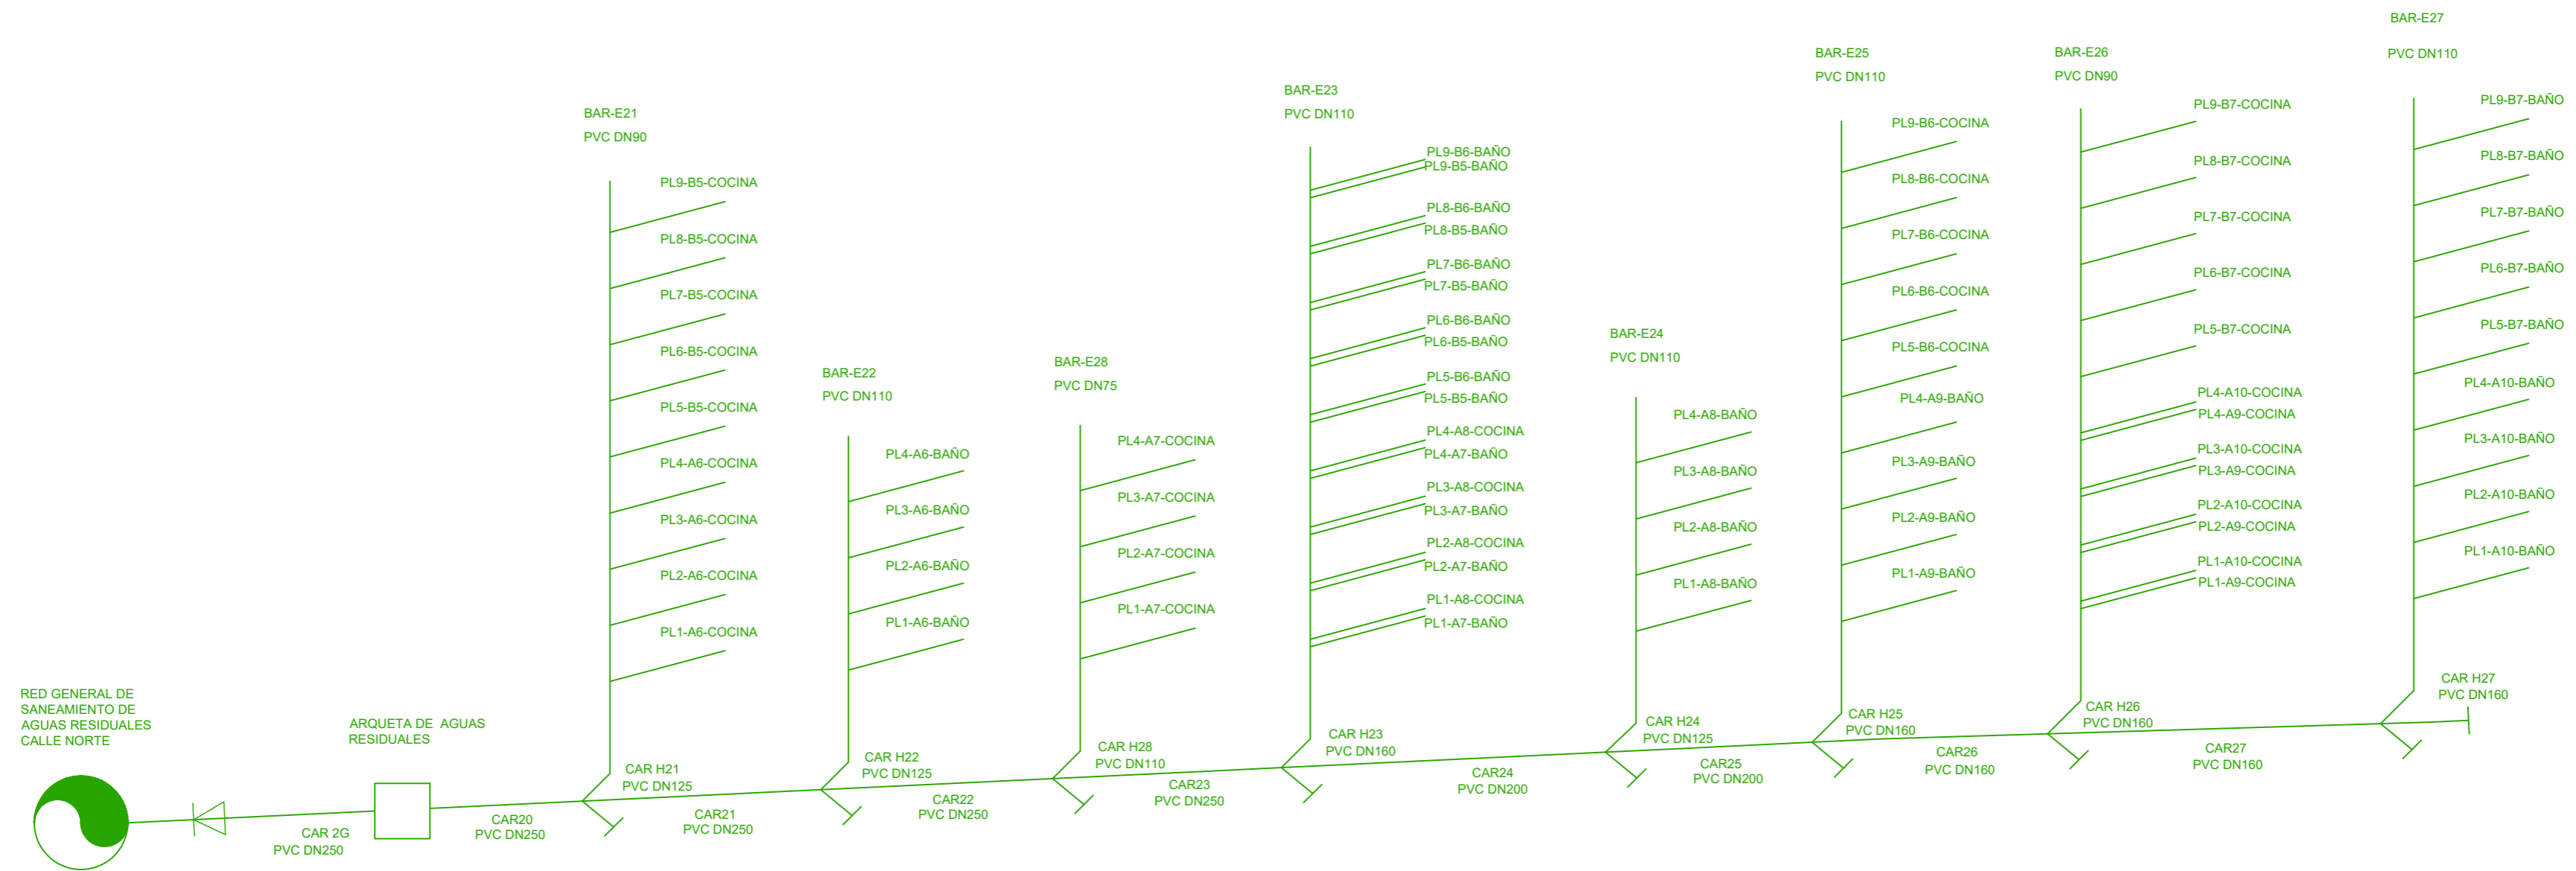 BAR-E21
PVC DN90
PL9-B5-COCINA
PL8-B5-COCINA
PL7-B5-COCINA
PL6-B5-COCINA
PL5-B5-COCINA
PL4-A6-COCINA
PL3-A6-COCINA
PL2-A6-COCINA
PL1-A6-COCINA
BAR-E22
PVC DN110
PL4-A6-BAÑO
PL3-A6-BAÑO
PL2-A6-BAÑO
PL1-A6-BAÑO
BAR-E28
PVC DN75
PL4-A7-COCINA
PL3-A7-COCINA
PL2-A7-COCINA
PL1-A7-COCINA
BAR-E23
PVC DN110
PL9-B6-BAÑO
PL9-B5-BAÑO
PL8-B6-BAÑO
PL8-B5-BAÑO
PL7-B6-BAÑO
PL7-B5-BAÑO
PL6-B6-BAÑO
PL6-B5-BAÑO
PL5-B6-BAÑO
PL5-B5-BAÑO
PL4-A8-COCINA
PL4-A7-BAÑO
PL3-A8-COCINA
PL3-A7-BAÑO
PL2-A8-COCINA
PL2-A7-BAÑO
PL1-A8-COCINA
PL1-A7-BAÑO
BAR-E24
PVC DN110
PL4-A8-BAÑO
PL3-A8-BAÑO
PL2-A8-BAÑO
PL1-A8-BAÑO
BAR-E25
PVC DN110
PL9-B6-COCINA
PL8-B6-COCINA
PL7-B6-COCINA
PL6-B6-COCINA
PL5-B6-COCINA
PL4-A9-BAÑO
PL3-A9-BAÑO
PL2-A9-BAÑO
PL1-A9-BAÑO
BAR-E26
PVC DN90
PL9-B7-COCINA
PL8-B7-COCINA
PL7-B7-COCINA
PL6-B7-COCINA
PL5-B7-COCINA
PL4-A10-COCINA
PL4-A9-COCINA
PL3-A10-COCINA
PL3-A9-COCINA
PL2-A10-COCINA
PL2-A9-COCINA
PL1-A10-COCINA
PL1-A9-COCINA
BAR-E27
PVC DN110
PL9-B7-BAÑO
PL8-B7-BAÑO
PL7-B7-BAÑO
PL6-B7-BAÑO
PL5-B7-BAÑO
PL4-A10-BAÑO
PL3-A10-BAÑO
PL2-A10-BAÑO
PL1-A10-BAÑO
RED GENERAL DE
SANEAMIENTO DE
AGUAS RESIDUALES
CALLE NORTE
ARQUETA DE AGUAS
RESIDUALES
CAR 2G
PVC DN250
CAR20
PVC DN250
CAR H21
PVC DN125
CAR21
PVC DN250
CAR H22
PVC DN125
CAR22
PVC DN250
CAR H28
PVC DN110
CAR23
PVC DN250
CAR H23
PVC DN160
CAR24
PVC DN200
CAR H24
PVC DN125
CAR25
PVC DN200
CAR H25
PVC DN160
CAR26
PVC DN160
CAR H26
PVC DN160
CAR27
PVC DN160
CAR H27
PVC DN160